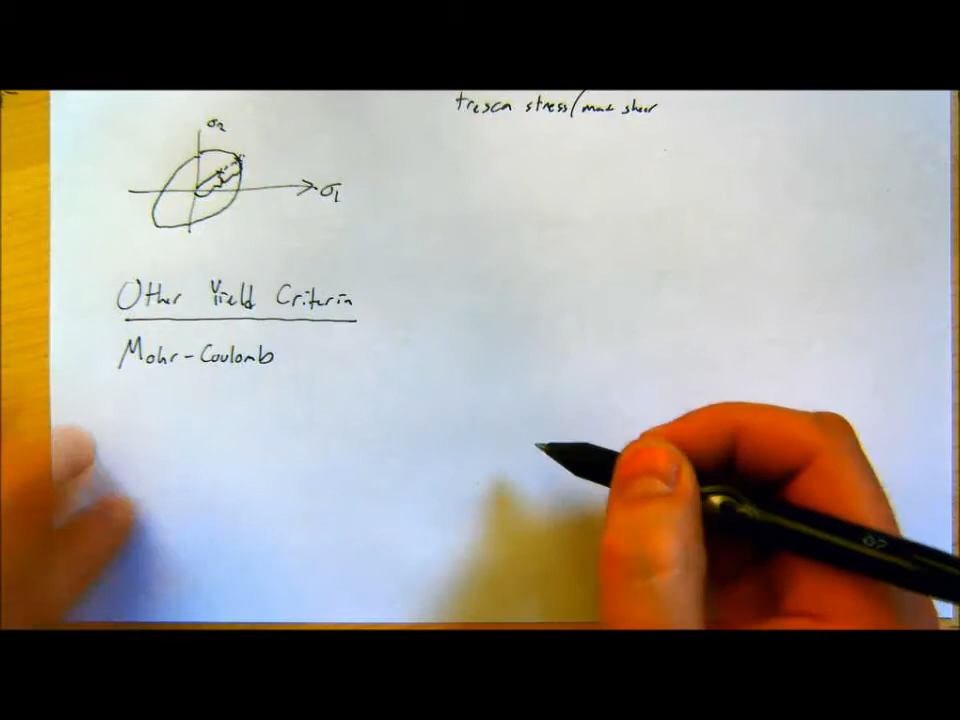 tresca stress/max shear
σ₂
σ₁
Other Yield Criteria
Mohr-Coulomb